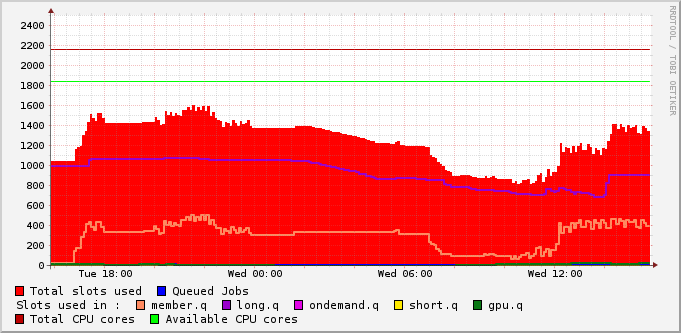 RRDTOOL / TOBI OETIKER
2400
2200
2000
1800
1600
1400
1200
1000
800
600
400
200
0
Tue 18:00 Wed 00:00 Wed 06:00 Wed 12:00
Total slots used Queued Jobs
Slots used in : member.q long.q ondemand.q short.q gpu.q
Total CPU cores Available CPU cores